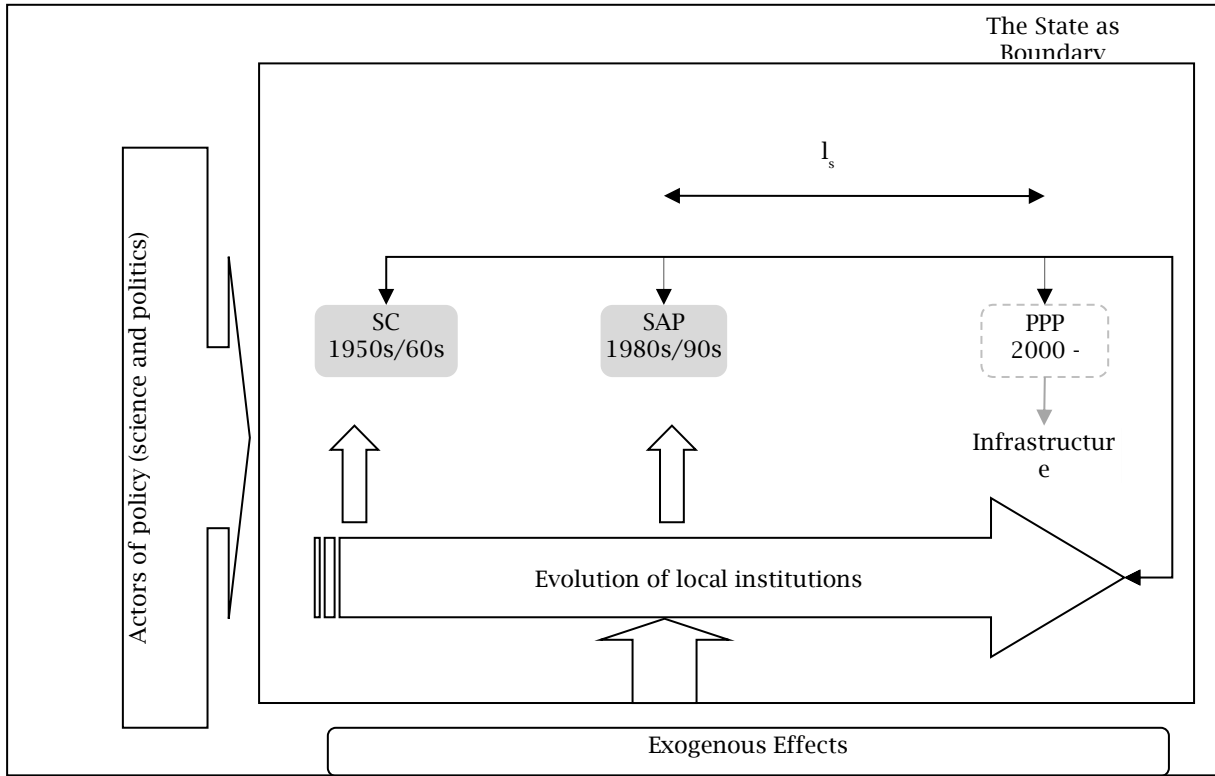 The State as
Boundary
l_s
Actors of policy (science and politics)
SC
1950s/60s
SAP
1980s/90s
PPP
2000 -
Infrastructur
e
Evolution of local institutions
Exogenous Effects